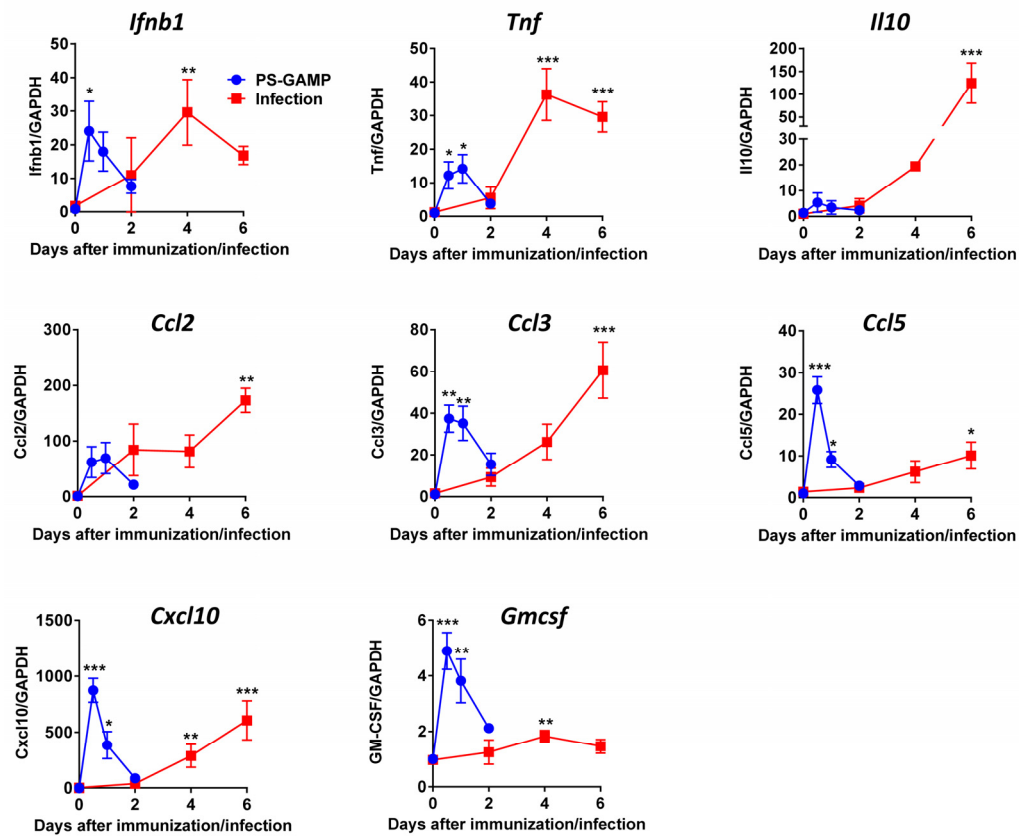 Ifnb1
Ifnb1/GAPDH
50
40
30
20
10
0
*
**
PS-GAMP
Infection
0 2 4 6
Days after immunization/infection
Tnf
Tnf/GAPDH
50
40
30
20
10
0
* *
*** ***
0 2 4 6
Days after immunization/infection
Il10
Il10/GAPDH
200
150
100
50
30
20
10
0
***
0 2 4 6
Days after immunization/infection
Ccl2
Ccl2/GAPDH
300
200
100
0
**
0 2 4 6
Days after immunization/infection
Ccl3
Ccl3/GAPDH
80
60
40
20
0
** **
***
0 2 4 6
Days after immunization/infection
Ccl5
Ccl5/GAPDH
40
30
20
10
0
***
*
*
0 2 4 6
Days after immunization/infection
Cxcl10
Cxcl10/GAPDH
1500
1000
500
0
***
*
**
***
0 2 4 6
Days after immunization/infection
Gmcsf
GM-CSF/GAPDH
6
4
2
0
***
**
**
0 2 4 6
Days after immunization/infection